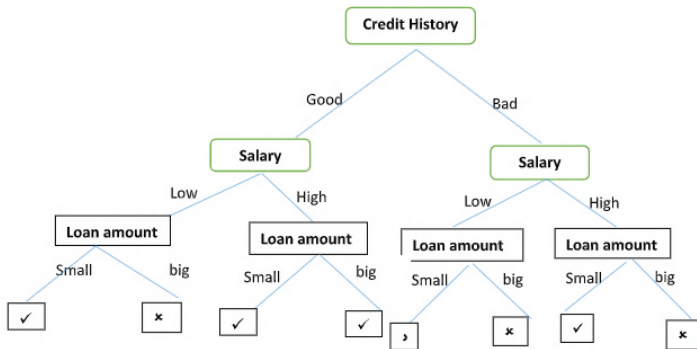 Credit History
Good
Bad
Salary
Salary
Low
High
Low
High
Loan amount
Loan amount
Loan amount
Loan amount
Small
big
Small
big
Small
big
Small
big
✓
×
✓
✓
×
✓
×